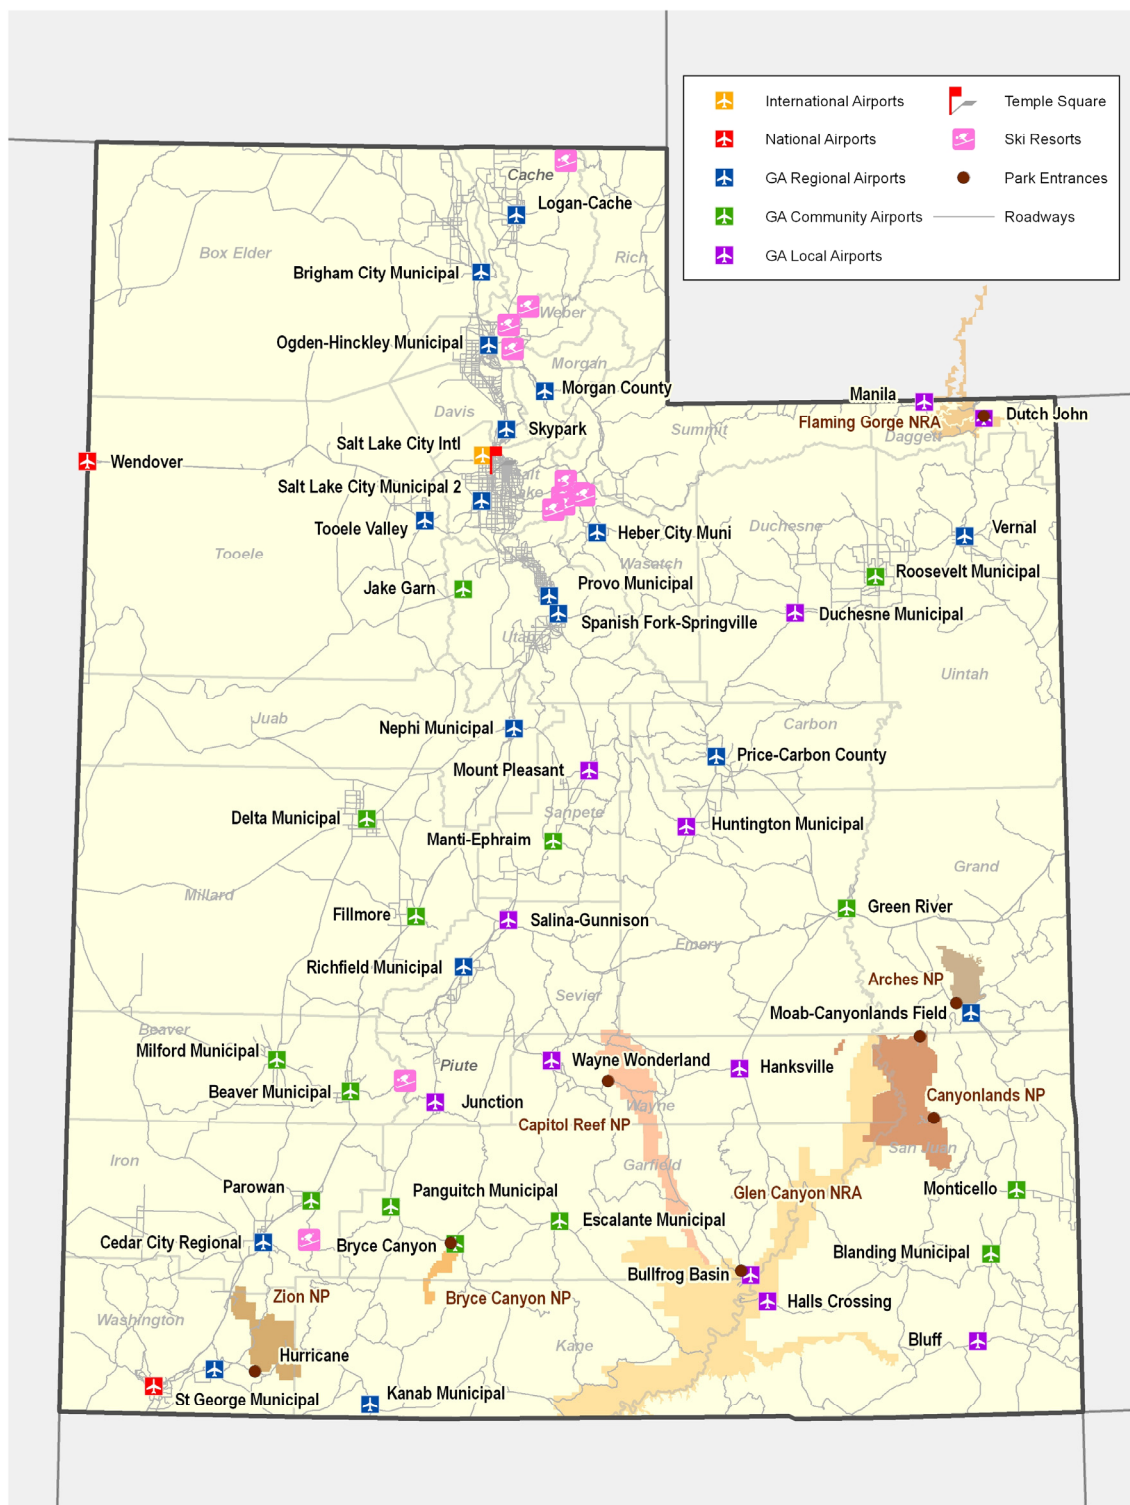 International Airports
Temple Square
National Airports
Ski Resorts
GA Regional Airports
Park Entrances
GA Community Airports
Roadways
GA Local Airports
Cache
Logan-Cache
Box Elder
Rich
Brigham City Municipal
Weber
Ogden-Hinckley Municipal
Morgan
Morgan County
Manila
Davis
Dutch John
Flaming Gorge NRA
Skypark
Summit
Daggett
Salt Lake City Intl
Wendover
Salt
Lake
Salt Lake City Municipal 2
Tooele Valley
Duchesne
Vernal
Heber City Muni
Tooele
Wasatch
Roosevelt Municipal
Provo Municipal
Jake Garn
Duchesne Municipal
Spanish Fork-Springville
Utah
Uintah
Juab
Carbon
Nephi Municipal
Price-Carbon County
Mount Pleasant
Sanpete
Delta Municipal
Huntington Municipal
Manti-Ephraim
Grand
Millard
Green River
Fillmore
Salina-Gunnison
Emery
Richfield Municipal
Arches NP
Sevier
Moab-Canyonlands Field
Beaver
Milford Municipal
Piute
Wayne Wonderland
Hanksville
Beaver Municipal
Canyonlands NP
Junction
Wayne
Capitol Reef NP
San Juan
Iron
Garfield
Parowan
Panguitch Municipal
Glen Canyon NRA
Monticello
Escalante Municipal
Cedar City Regional
Bryce Canyon
Blanding Municipal
Bullfrog Basin
Zion NP
Bryce Canyon NP
Halls Crossing
Washington
Bluff
Kane
Hurricane
Kanab Municipal
St George Municipal